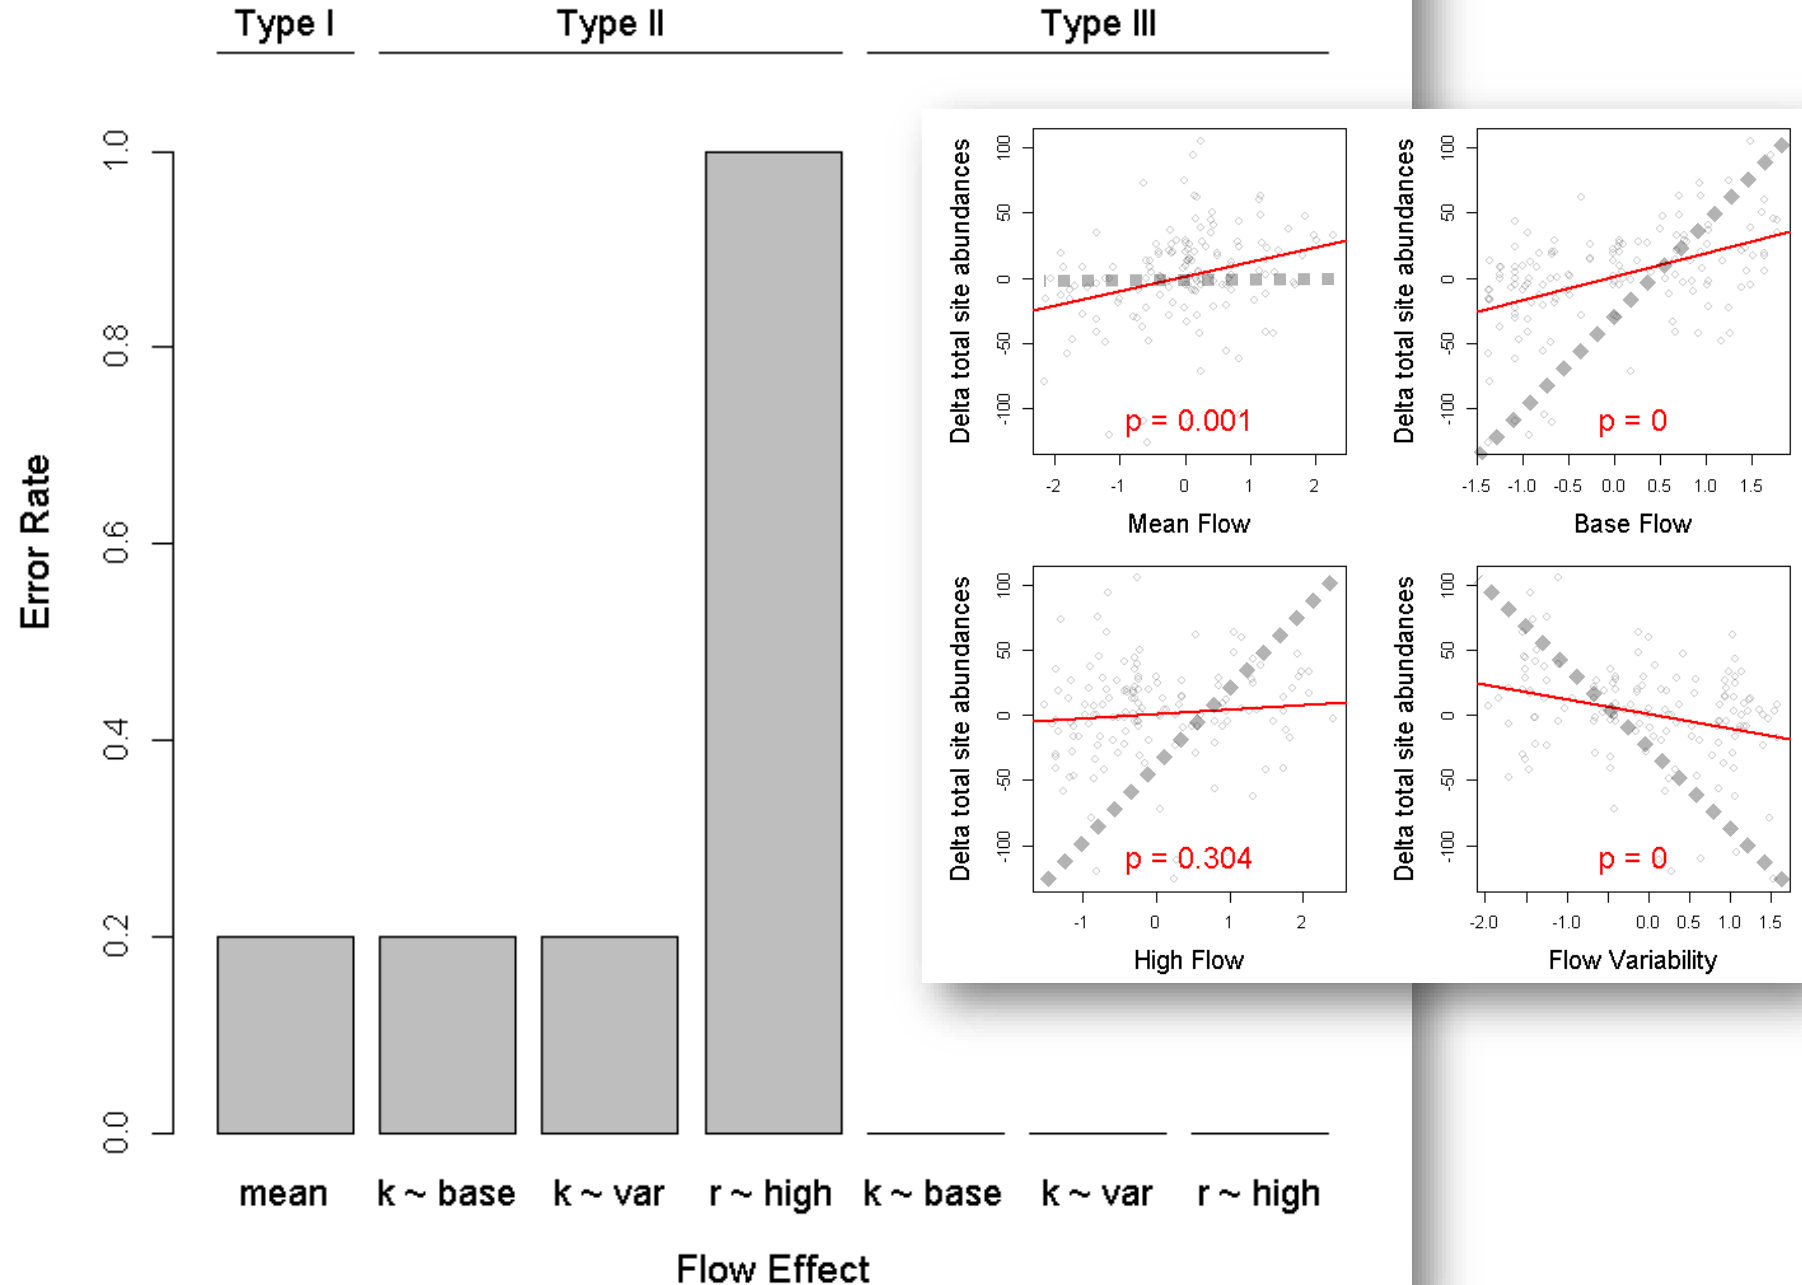 Type I Type II Type III
Error Rate
0.0 0.2 0.4 0.6 0.8 1.0
mean k ~ base k ~ var r ~ high k ~ base k ~ var r ~ high
Flow Effect
Delta total site abundances
-100 -50 0 50 100
p = 0.001
-2 -1 0 1 2
Mean Flow
Delta total site abundances
-100 -50 0 50 100
p = 0
-1.5 -1.0 -0.5 0.0 0.5 1.0 1.5
Base Flow
Delta total site abundances
-100 -50 0 50 100
p = 0.304
-1 0 1 2
High Flow
Delta total site abundances
-100 -50 0 50 100
p = 0
-2.0 -1.0 0.0 0.5 1.0 1.5
Flow Variability